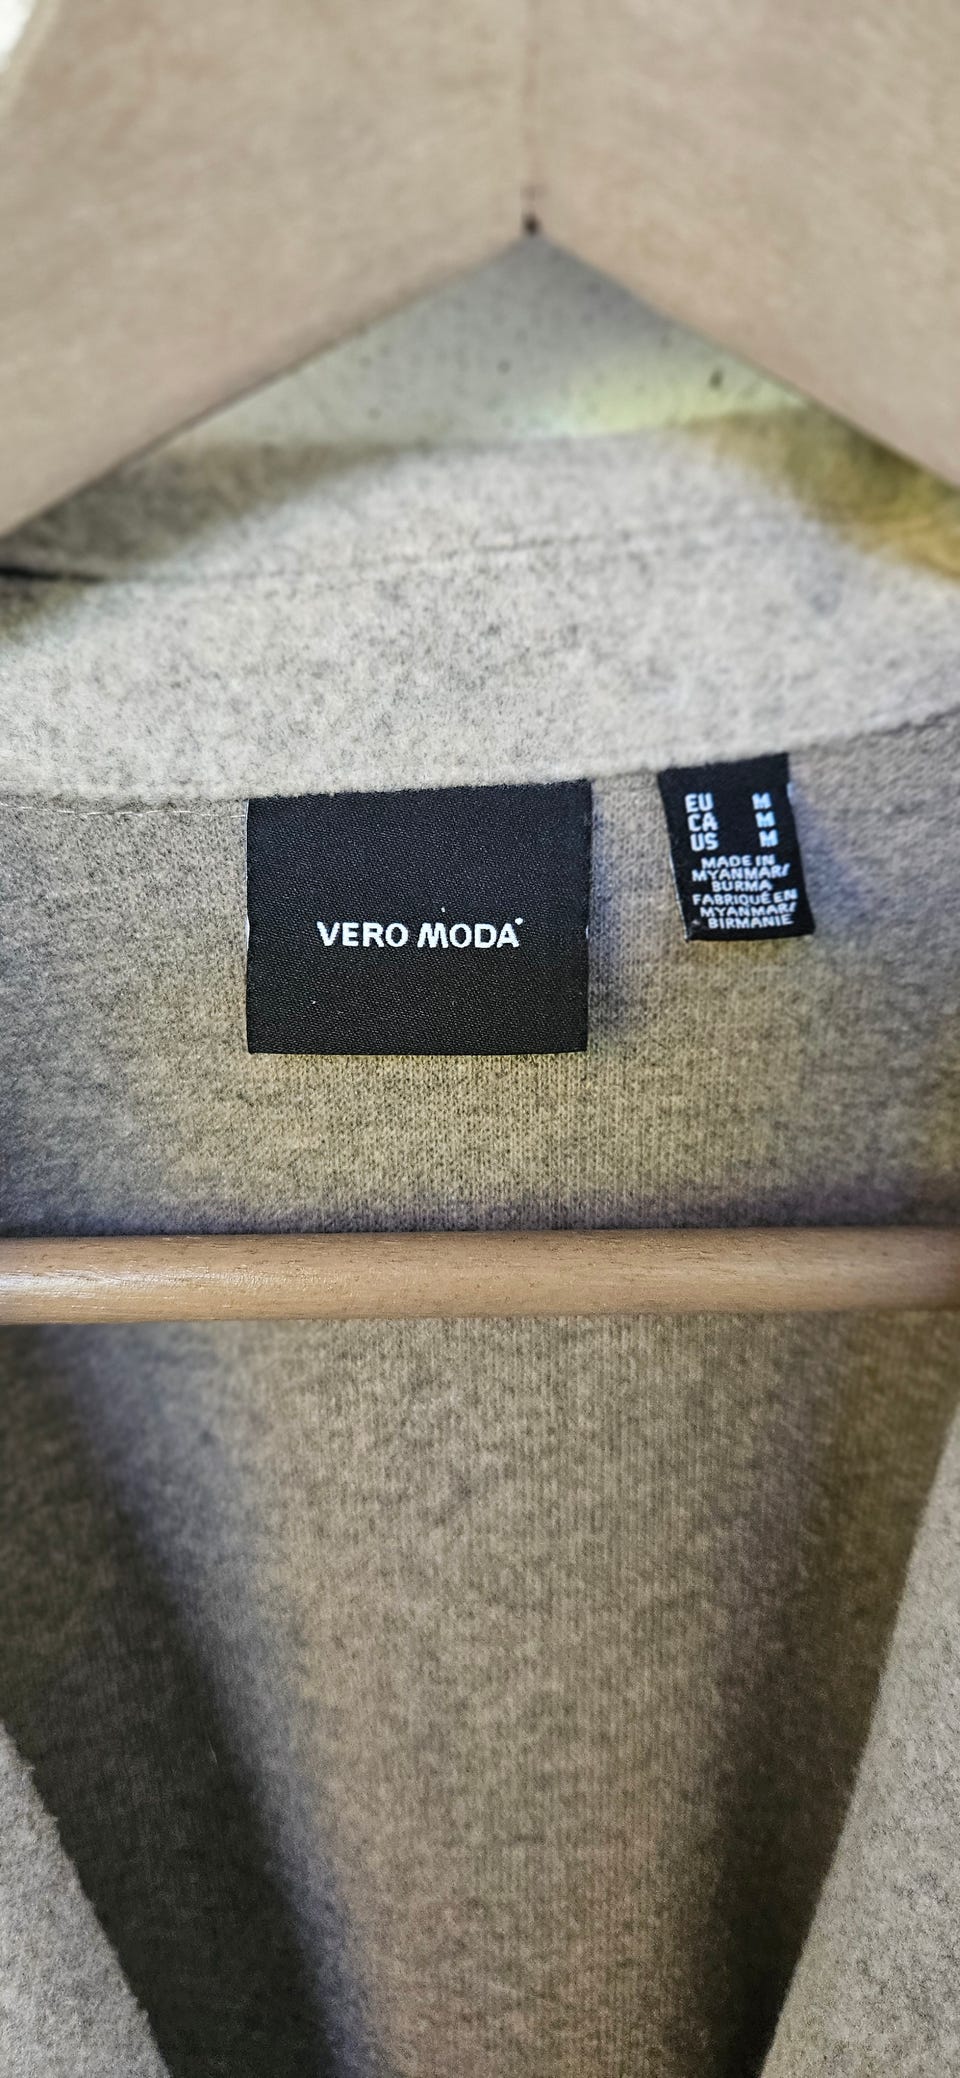 VERO MODA
EU M
CA M
US M
MADE IN
MYANMAR/
BURMA
FABRIQUÉ EN
MYANMAR/
BIRMANIE